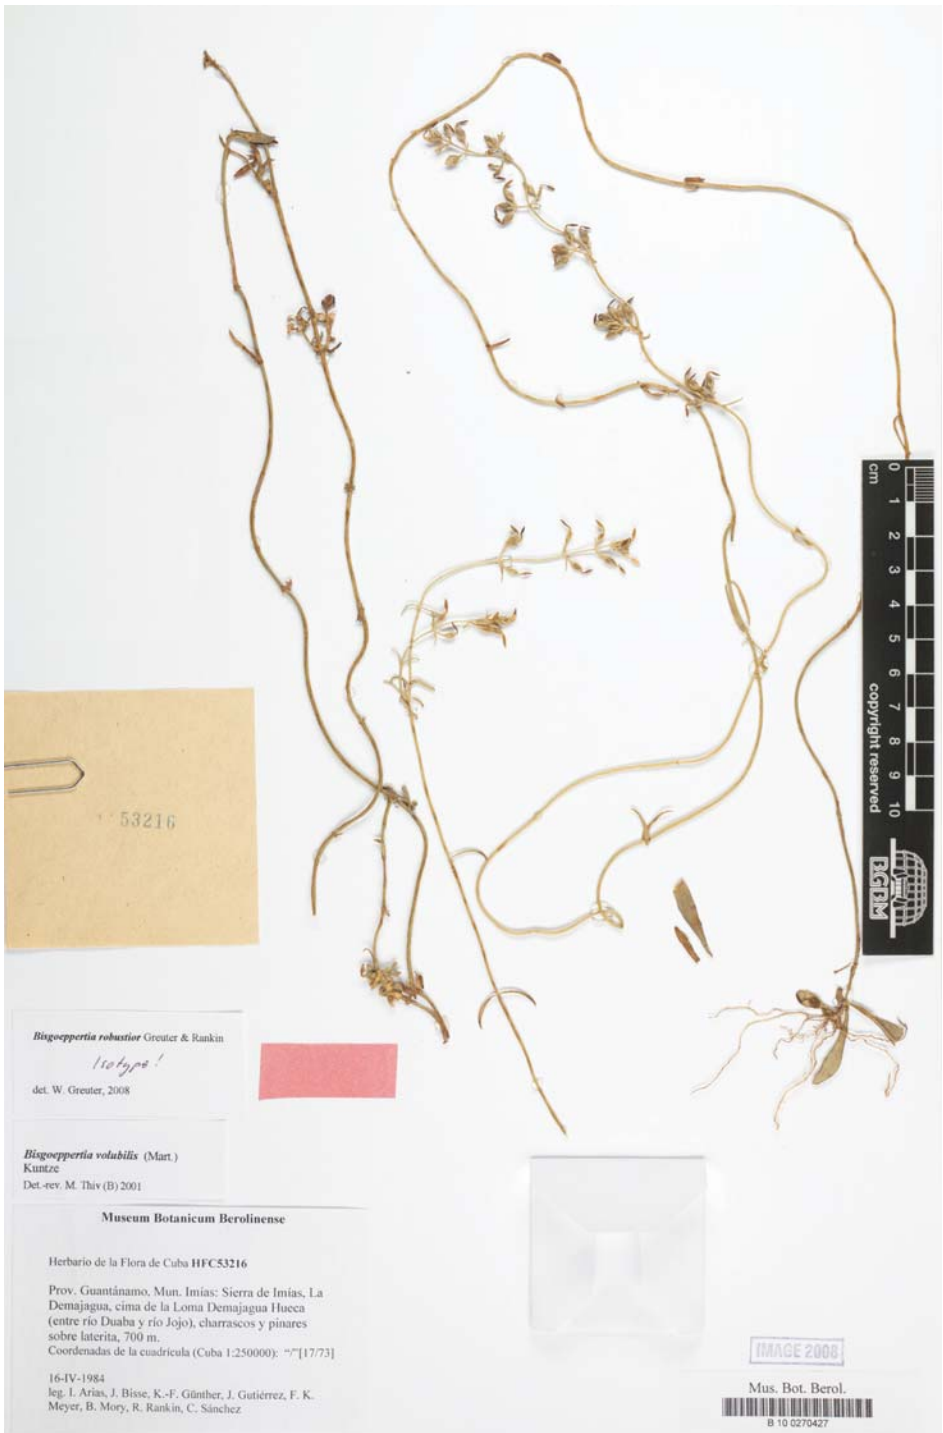 53216
0
cm
1
2
3
4
5
6
7
8
9
10
copyright reserved
BGBM
Bisgoeppertia robustior Greuter & Rankin
Isotype!
det. W. Greuter, 2008
Bisgoeppertia volubilis (Mart.)
Kuntze
Det.-rev. M. Thiv (B) 2001
Museum Botanicum Berolinense
Herbario de la Flora de Cuba HFC53216
Prov. Guantánamo, Mun. Imías: Sierra de Imías, La
Demajagua, cima de la Loma Demajagua Hueca
(entre río Duaba y río Jojo), charrascos y pinares
sobre laterita, 700 m.
Coordenadas de la cuadrícula (Cuba 1:250000): “/”[17/73]
16-IV-1984
leg. I. Arias, J. Bisse, K.-F. Günther, J. Gutiérrez, F. K.
Meyer, B. Mory, R. Rankin, C. Sánchez
IMAGE 2008
Mus. Bot. Berol.
B 10 0270427